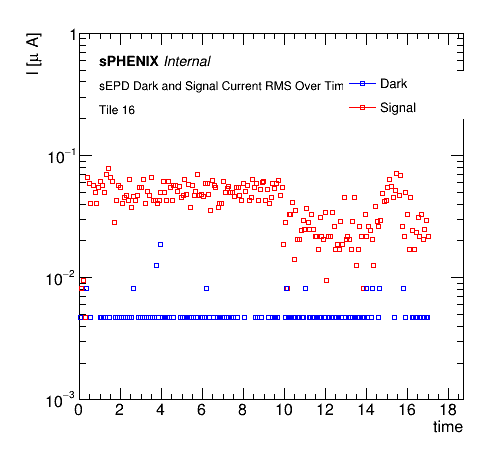 I [μ A]
1
sPHENIX Internal
sEPD Dark and Signal Current RMS Over Tim
Tile 16
Dark
Signal
10⁻¹
10⁻²
10⁻³
0 2 4 6 8 10 12 14 16 18
time